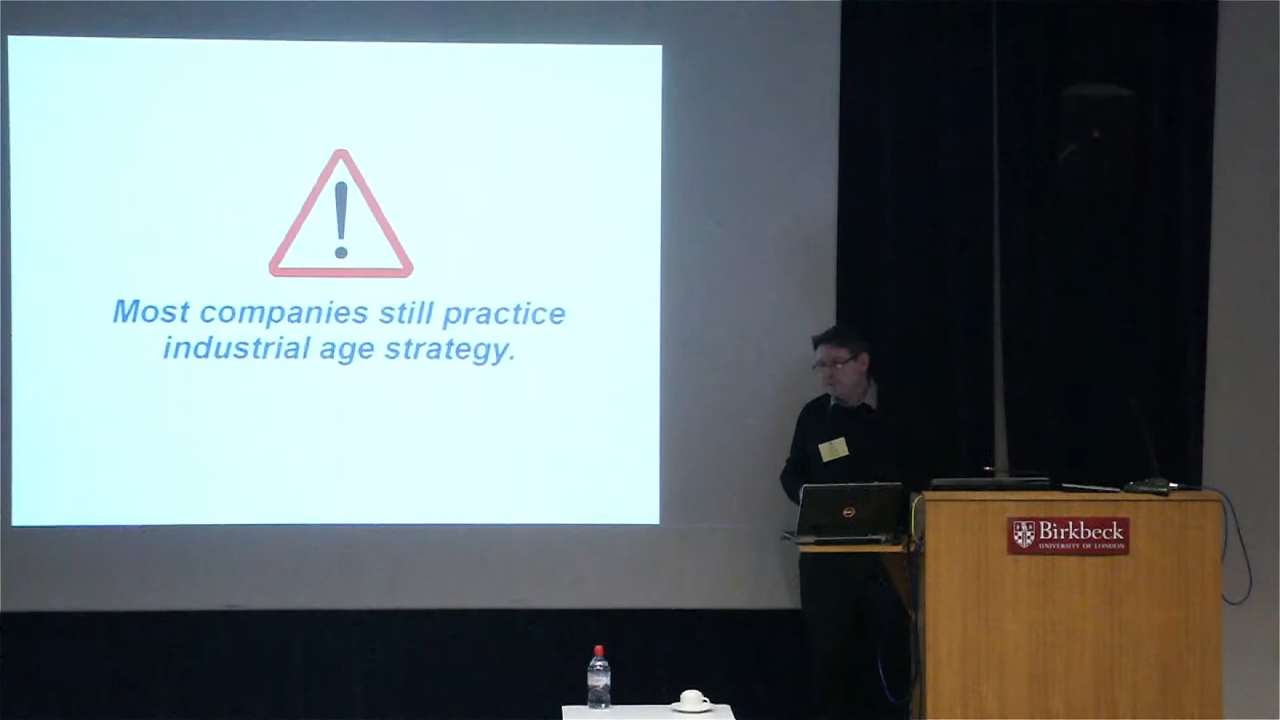 Most companies still practice
industrial age strategy.
Birkbeck
UNIVERSITY OF LONDON